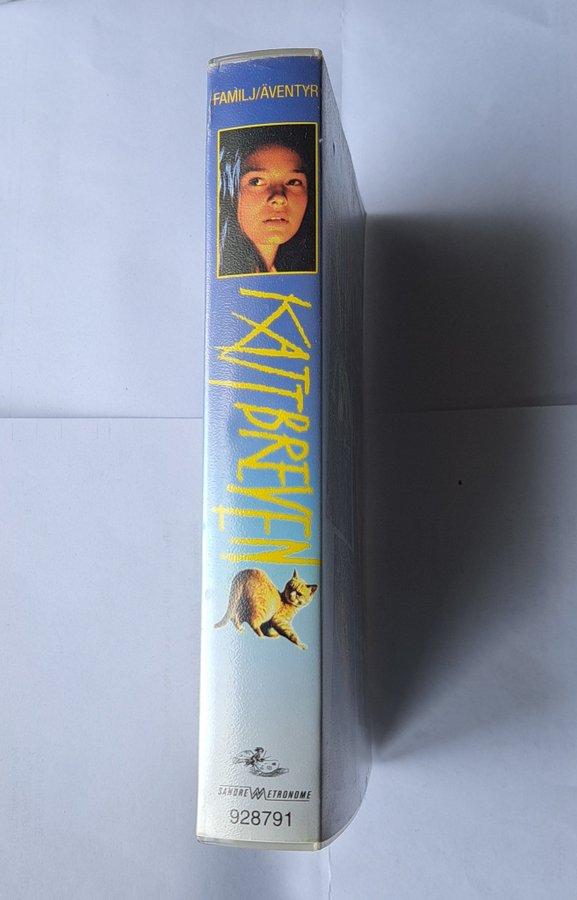 FAMILJ/ÄVENTYR
KATTBREVEN
SANDREW METRONOME
928791